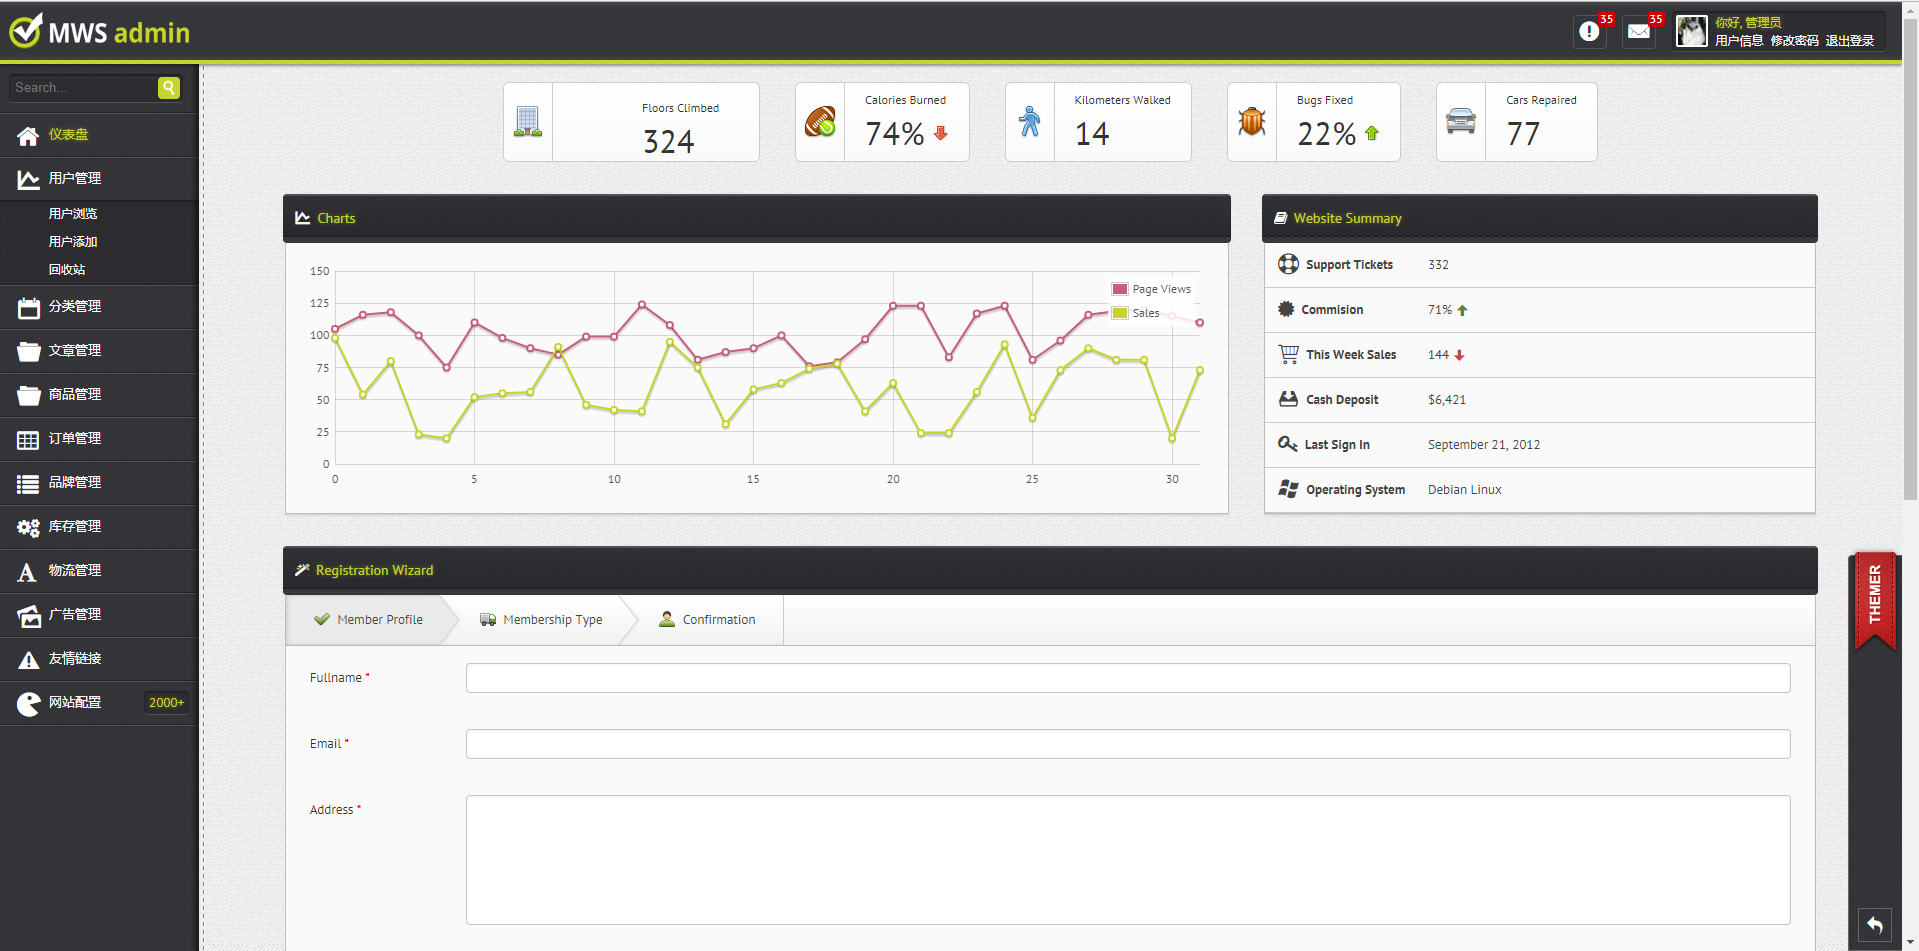 MWS admin
35
35
你好, 管理员
用户信息 修改密码 退出登录
Search...
仪表盘
用户管理
用户浏览
用户添加
回收站
分类管理
文章管理
商品管理
订单管理
品牌管理
库存管理
物流管理
广告管理
友情链接
网站配置 2000+
Floors Climbed
324
Calories Burned
74%
Kilometers Walked
14
Bugs Fixed
22%
Cars Repaired
77
Charts
150
125
100
75
50
25
0
0 5 10 15 20 25 30
Page Views
Sales
Website Summary
Support Tickets 332
Commision 71%
This Week Sales 144
Cash Deposit $6,421
Last Sign In September 21, 2012
Operating System Debian Linux
Registration Wizard
Member Profile Membership Type Confirmation
Fullname *
Email *
Address *
THEMER